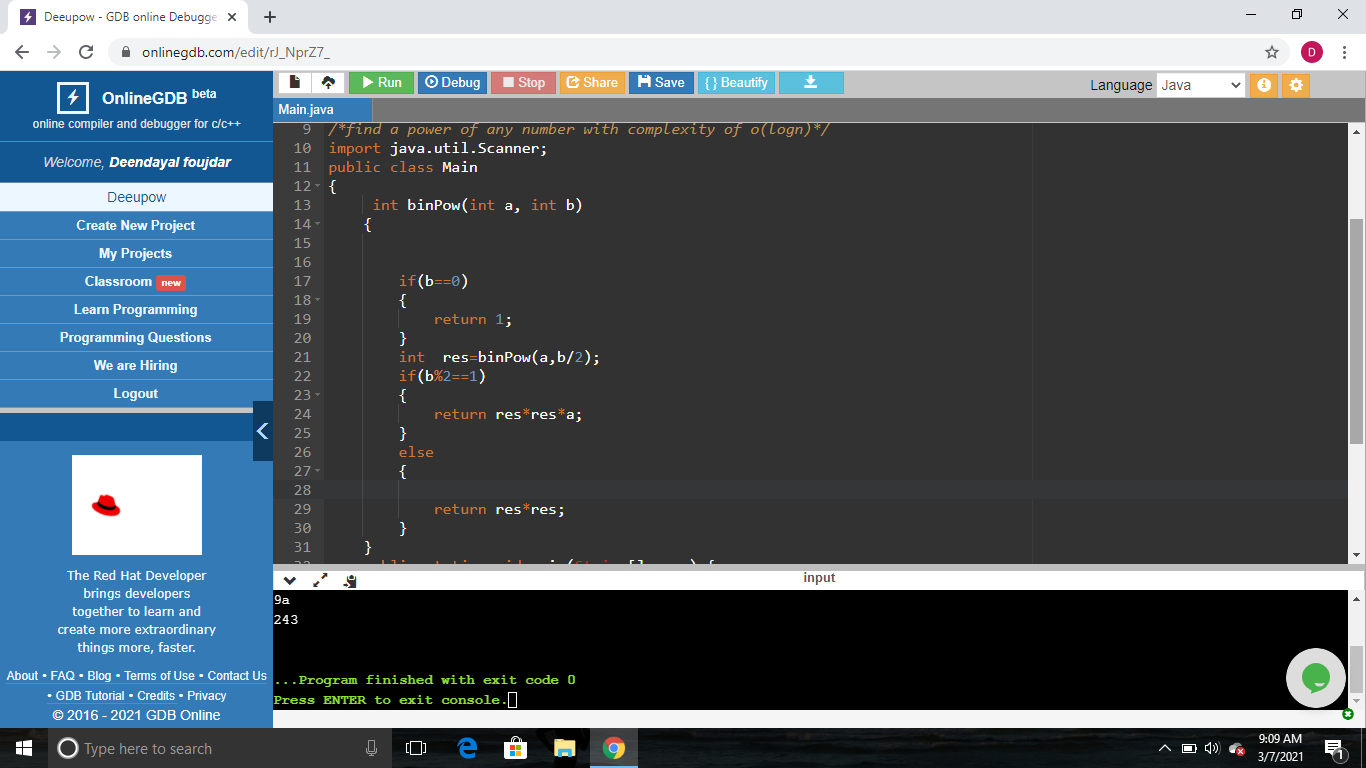 Deeupow - GDB online Debugge
onlinegdb.com/edit/rJ_NprZ7_
D
OnlineGDB beta
online compiler and debugger for c/c++
Welcome, Deendayal foujdar
Deeupow
Create New Project
My Projects
Classroom new
Learn Programming
Programming Questions
We are Hiring
Logout
The Red Hat Developer
brings developers
together to learn and
create more extraordinary
things more, faster.
About • FAQ • Blog • Terms of Use • Contact Us
• GDB Tutorial • Credits • Privacy
© 2016 - 2021 GDB Online
Run Debug Stop Share Save { } Beautify
Language Java
Main.java
9 /*find a power of any number with complexity of o(logn)*/
10 import java.util.Scanner;
11 public class Main
12 {
13 int binPow(int a, int b)
14 {
15
16
17 if(b==0)
18 {
19 return 1;
20 }
21 int  res=binPow(a,b/2);
22 if(b%2==1)
23 {
24 return res*res*a;
25 }
26 else
27 {
28
29 return res*res;
30 }
31 }
input
9a
243
...Program finished with exit code 0
Press ENTER to exit console.
Type here to search
9:09 AM
3/7/2021
1